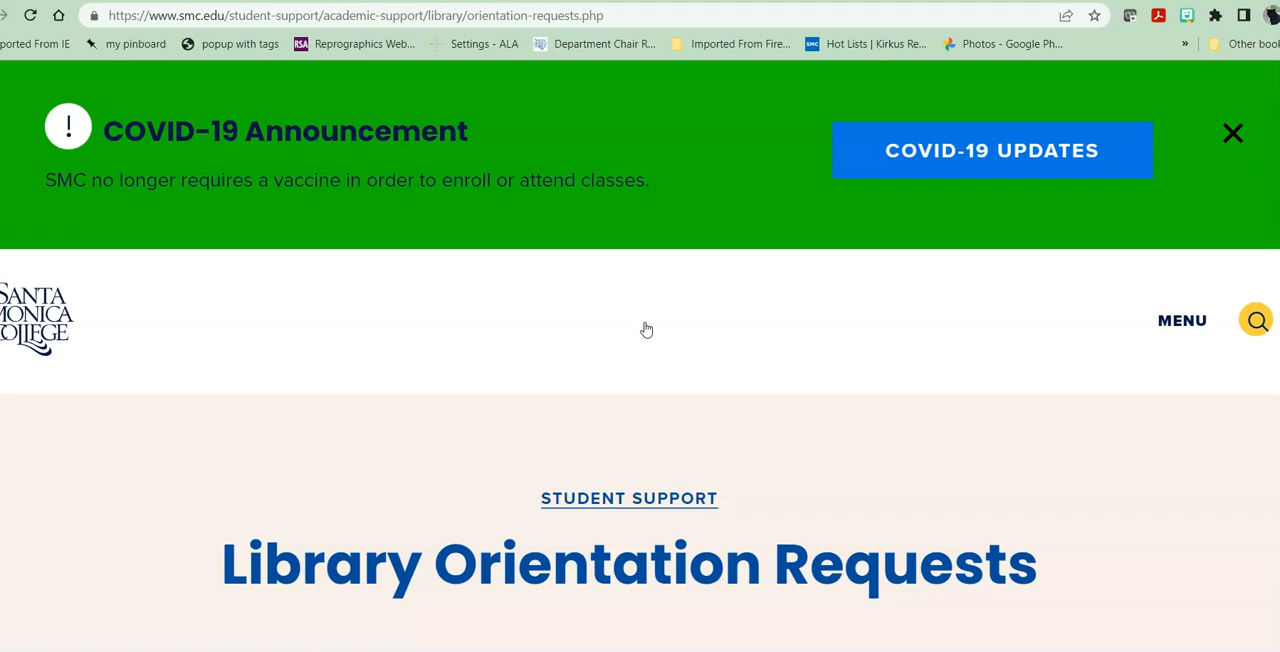 https://www.smc.edu/student-support/academic-support/library/orientation-requests.php
ported From IE my pinboard popup with tags RSA Reprographics Web... Settings - ALA Department Chair R... Imported From Fire... SMC Hot Lists | Kirkus Re... Photos - Google Ph... » Other book
! COVID-19 Announcement
COVID-19 UPDATES
SMC no longer requires a vaccine in order to enroll or attend classes.
SANTA
MONICA
COLLEGE
MENU
STUDENT SUPPORT
Library Orientation Requests